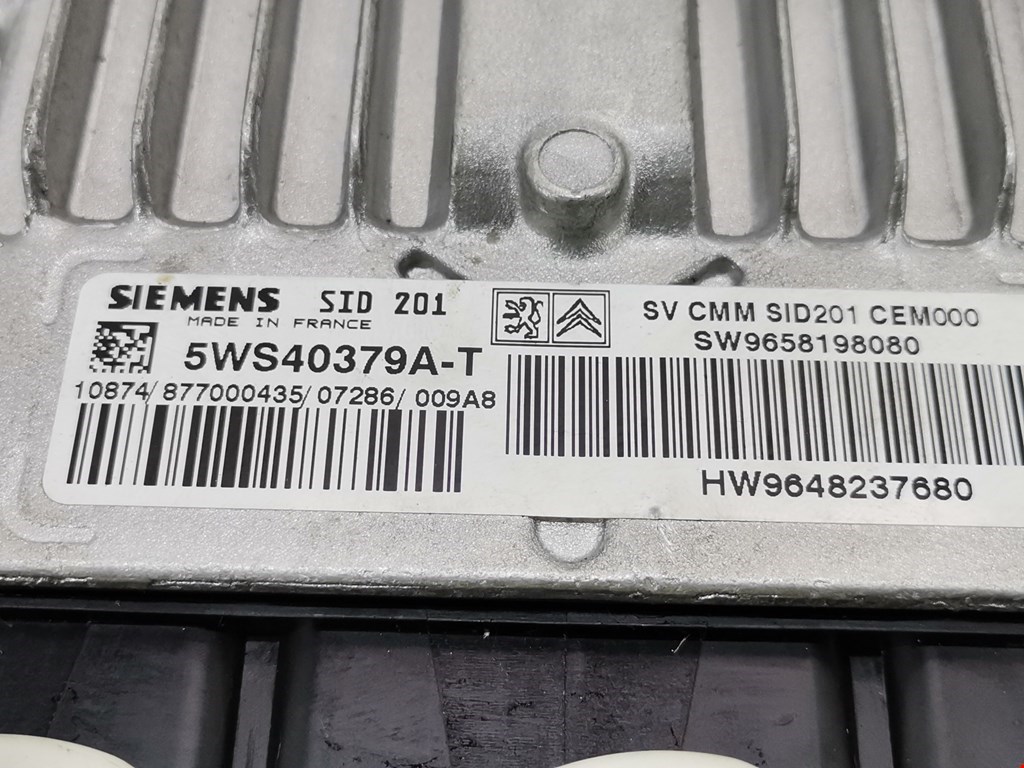 SIEMENS SID 201
MADE IN FRANCE
5WS40379A-T
10874/877000435/07286/009A8
SV CMM SID201 CEM000
SW9658198080
HW9648237680